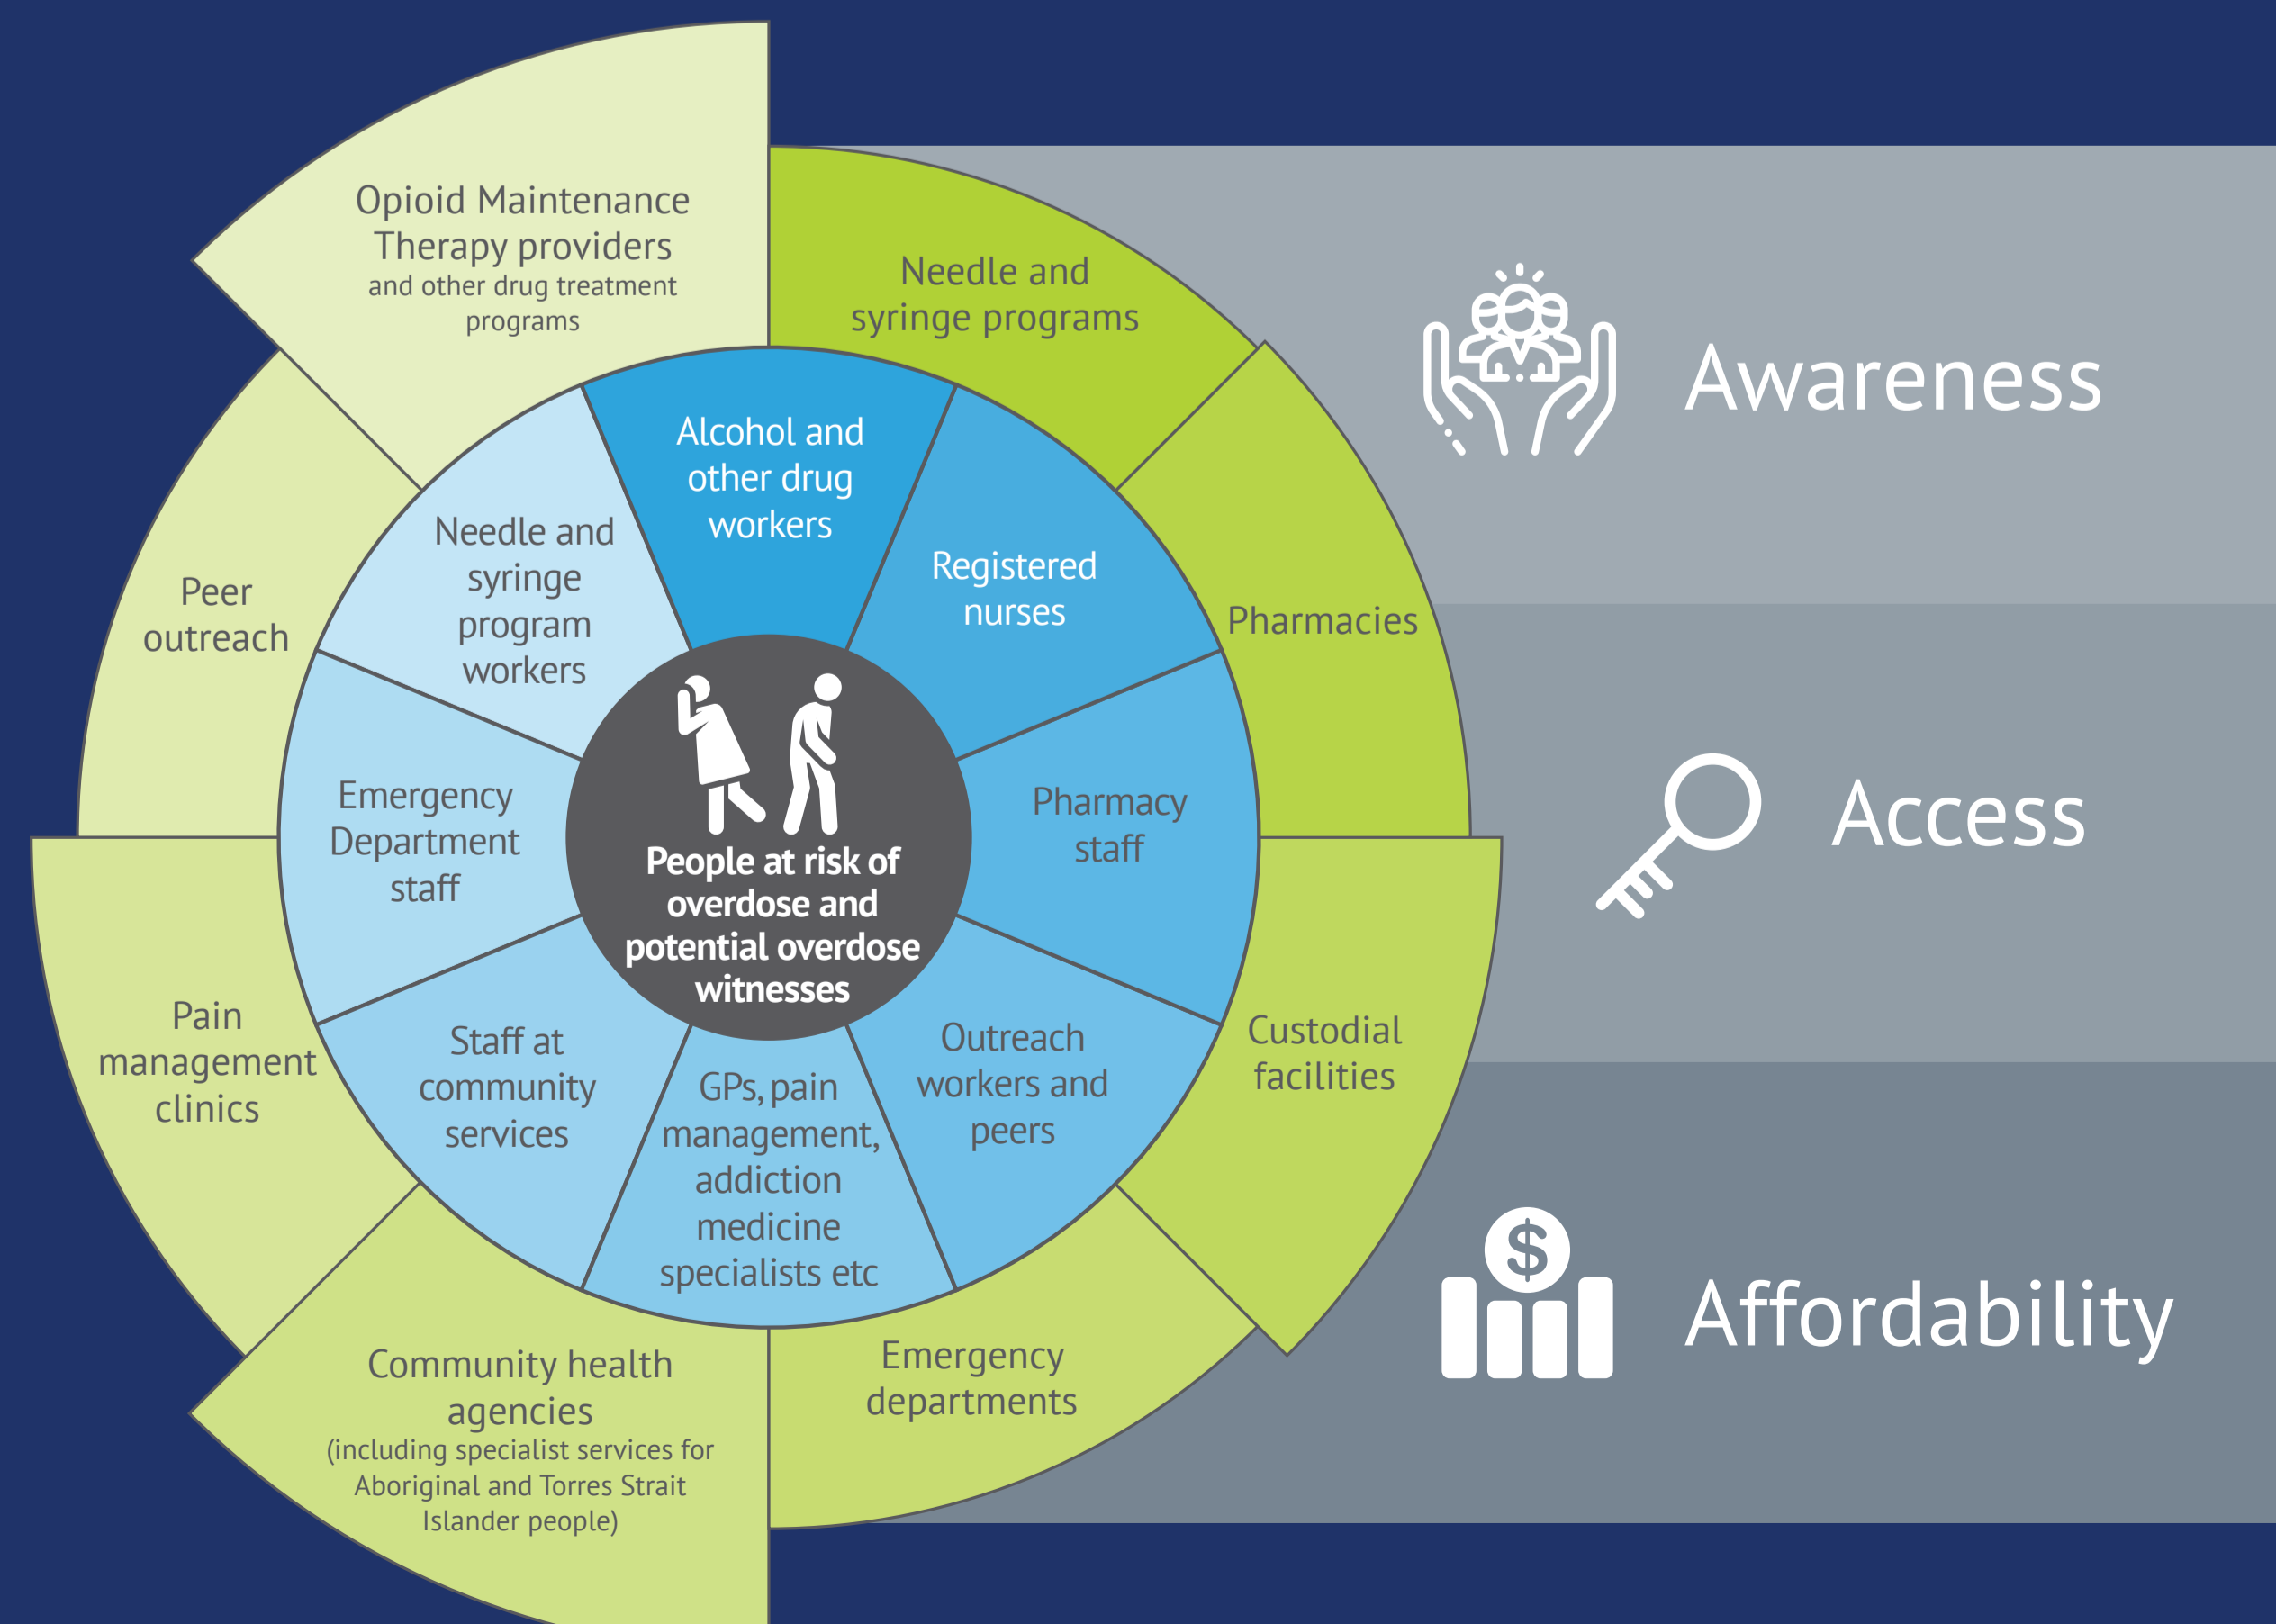 Opioid Maintenance
Therapy providers
and other drug treatment
programs
Needle and
syringe programs
Pharmacies
Custodial
facilities
Emergency
departments
Community health
agencies
(including specialist services for
Aboriginal and Torres Strait
Islander people)
Pain
management
clinics
Peer
outreach
Alcohol and
other drug
workers
Registered
nurses
Pharmacy
staff
Outreach
workers and
peers
GPs, pain
management,
addiction
medicine
specialists etc
Staff at
community
services
Emergency
Department
staff
Needle and
syringe
program
workers
People at risk of
overdose and
potential overdose
witnesses
Awareness
Access
$
Affordability